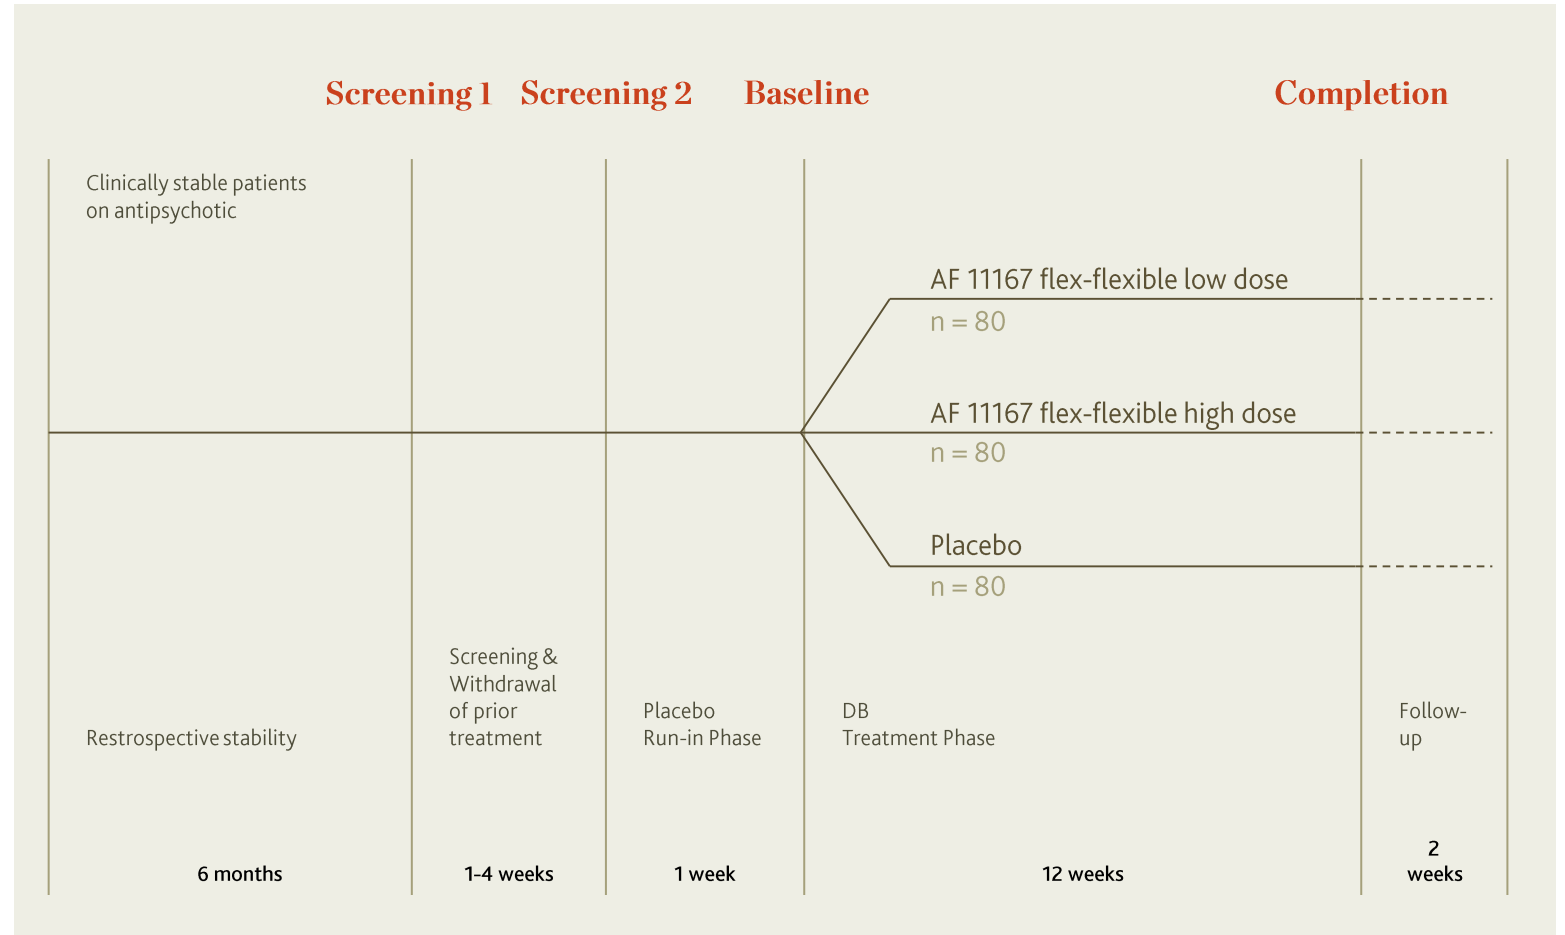 Screening 1
Screening 2
Baseline
Completion
Clinically stable patients
on antipsychotic
AF 11167 flex-flexible low dose
n = 80
AF 11167 flex-flexible high dose
n = 80
Placebo
n = 80
Restrospective stability
Screening &
Withdrawal
of prior
treatment
Placebo
Run-in Phase
DB
Treatment Phase
Follow-
up
6 months
1-4 weeks
1 week
12 weeks
2
weeks